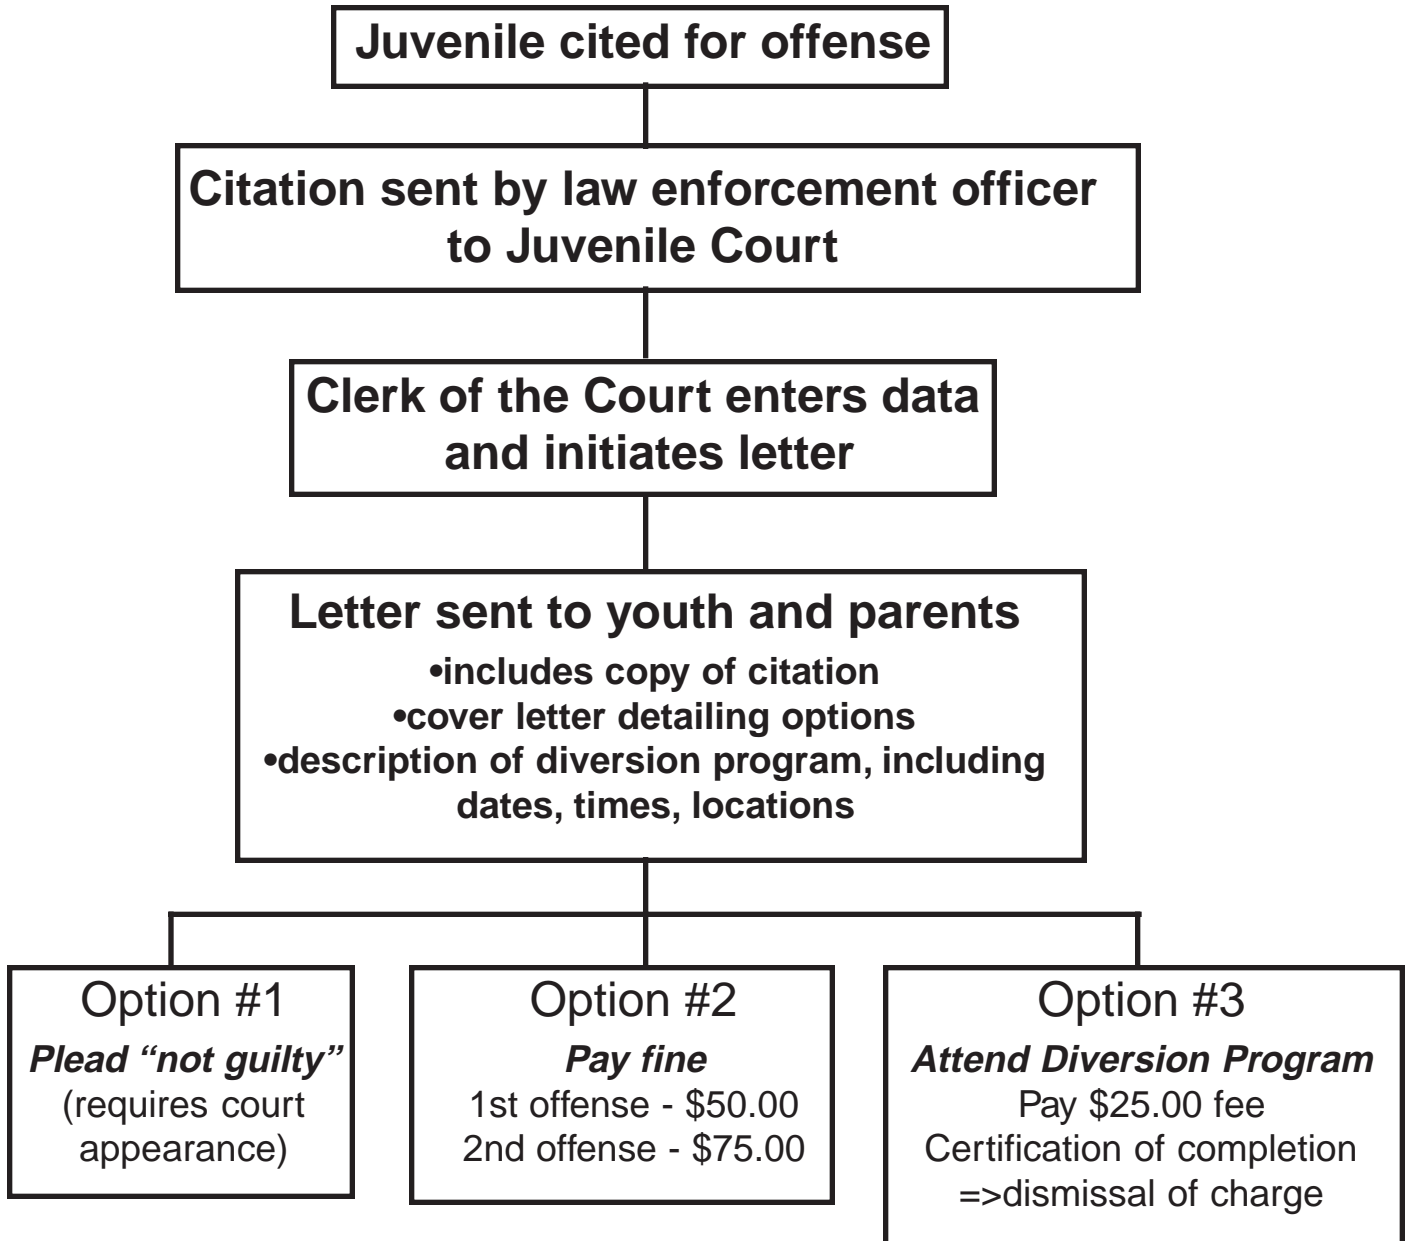 Juvenile cited for offense
Citation sent by law enforcement officer
to Juvenile Court
Clerk of the Court enters data
and initiates letter
Letter sent to youth and parents
•includes copy of citation
•cover letter detailing options
•description of diversion program, including
dates, times, locations
Option #1
Plead “not guilty”
(requires court
appearance)
Option #2
Pay fine
1st offense - $50.00
2nd offense - $75.00
Option #3
Attend Diversion Program
Pay $25.00 fee
Certification of completion
=>dismissal of charge